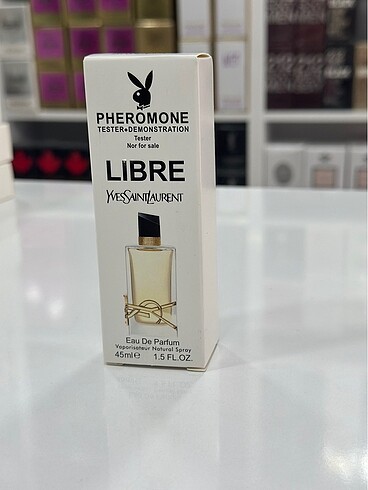 PHEROMONE
TESTER+DEMONSTRATION
Tester
Nor for sale
LIBRE
YVESSAINTLAURENT
Eau De Parfum
Vaporisateur Natural Spray
45ml℮ 1.5 FL.OZ.